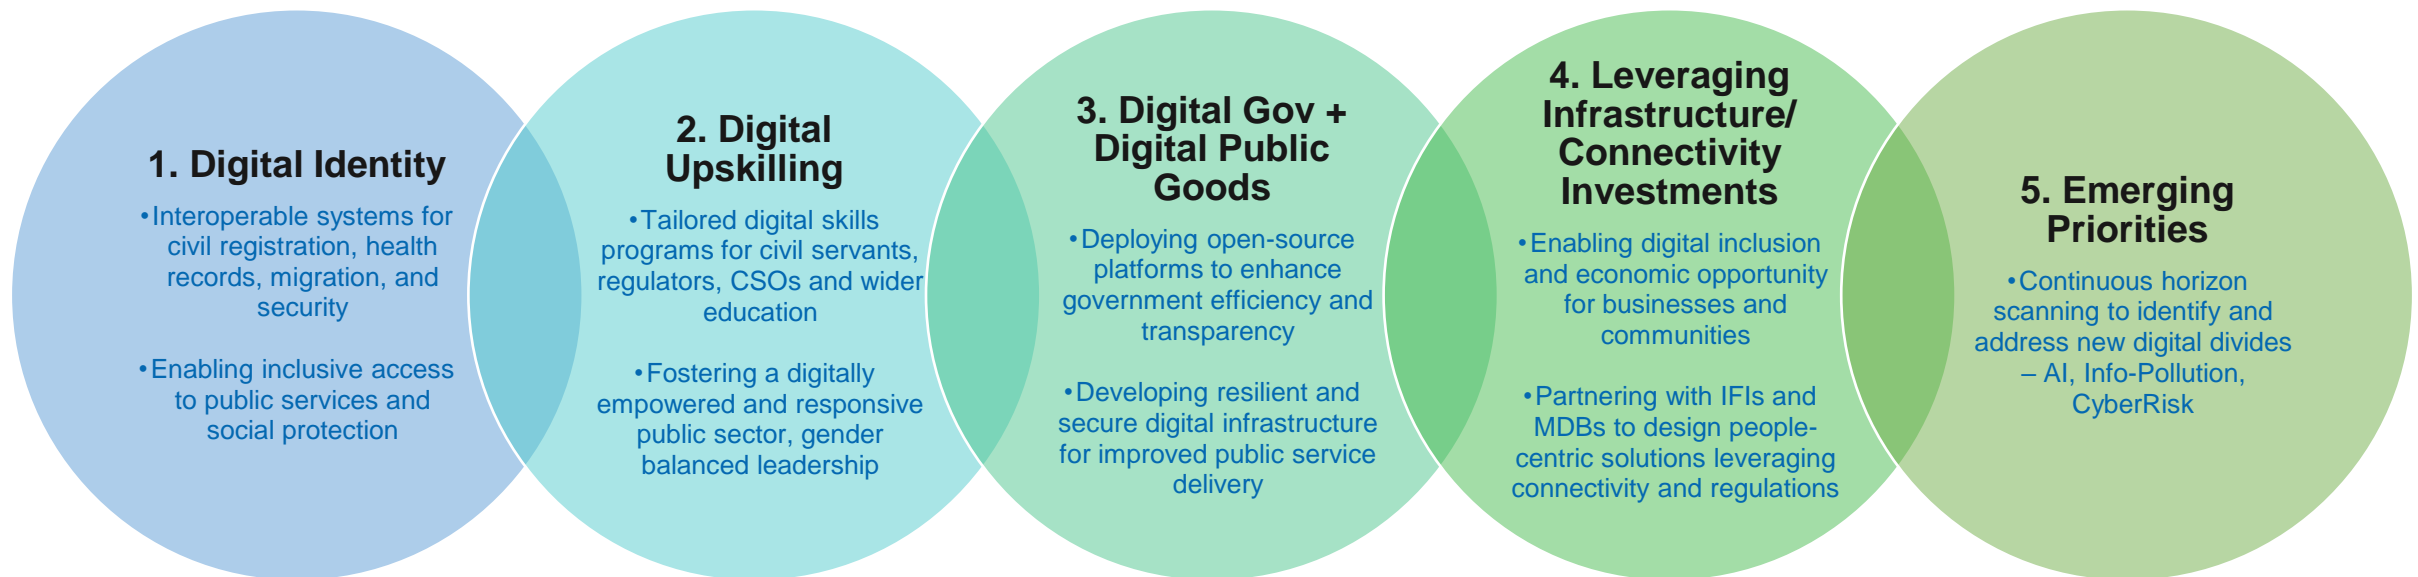 1. Digital Identity
•Interoperable systems for
civil registration, health
records, migration, and
security
•Enabling inclusive access
to public services and
social protection
2. Digital
Upskilling
•Tailored digital skills
programs for civil servants,
regulators, CSOs and wider
education
•Fostering a digitally
empowered and responsive
public sector, gender
balanced leadership
3. Digital Gov +
Digital Public
Goods
•Deploying open-source
platforms to enhance
government efficiency and
transparency
•Developing resilient and
secure digital infrastructure
for improved public service
delivery
4. Leveraging
Infrastructure/
Connectivity
Investments
•Enabling digital inclusion
and economic opportunity
for businesses and
communities
•Partnering with IFIs and
MDBs to design people-
centric solutions leveraging
connectivity and regulations
5. Emerging
Priorities
•Continuous horizon
scanning to identify and
address new digital divides
– AI, Info-Pollution,
CyberRisk